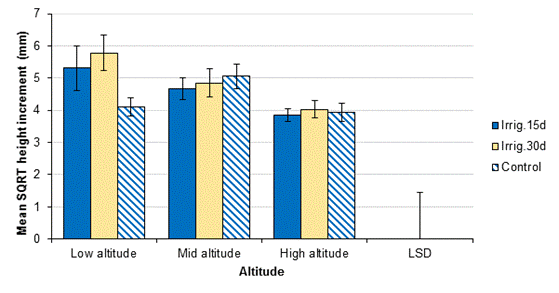 Mean SQRT height increment (mm)
7
6
5
4
3
2
1
0
Low altitude
Mid altitude
High altitude
LSD
Altitude
Irrig.15d
Irrig.30d
Control